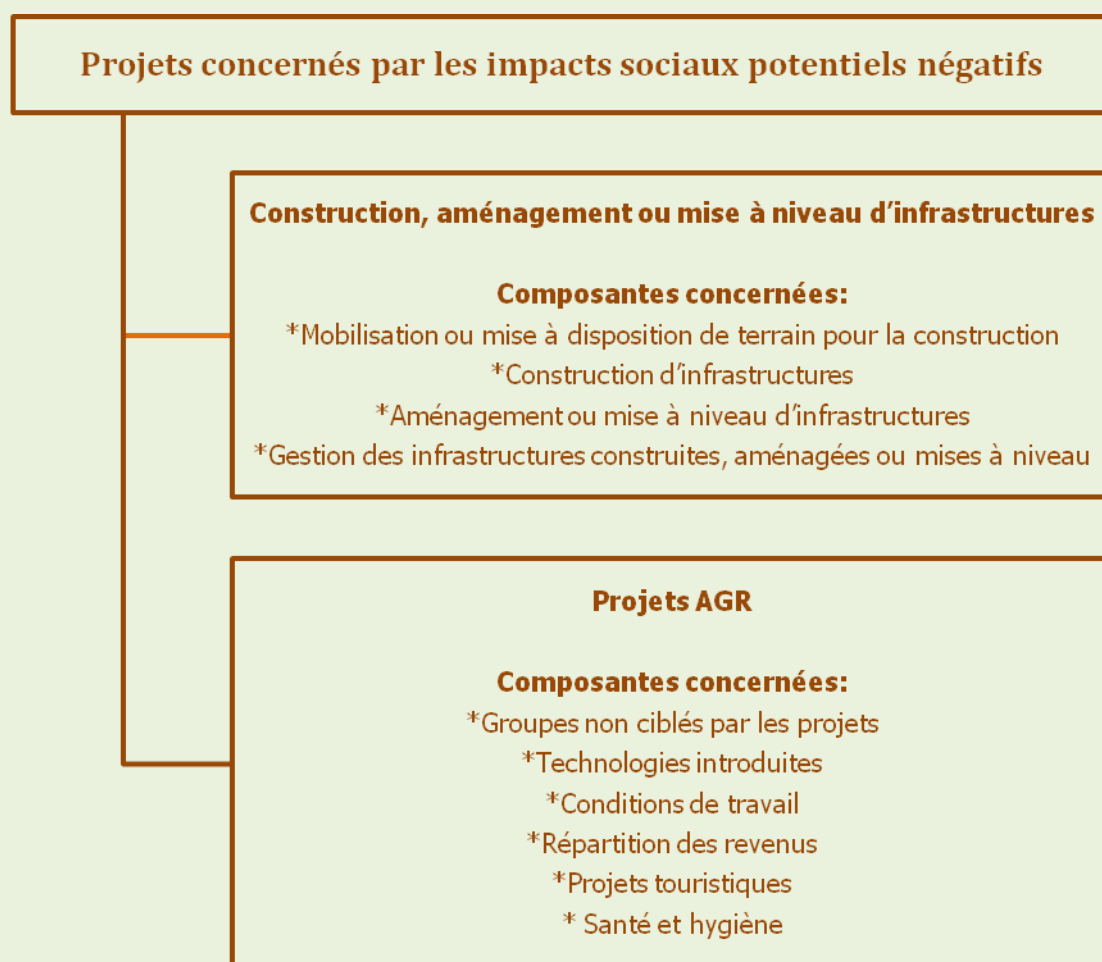 Projets concernés par les impacts sociaux potentiels négatifs
Construction, aménagement ou mise à niveau d’infrastructures
Composantes concernées:
*Mobilisation ou mise à disposition de terrain pour la construction
*Construction d’infrastructures
*Aménagement ou mise à niveau d’infrastructures
*Gestion des infrastructures construites, aménagées ou mises à niveau
Projets AGR
Composantes concernées:
*Groupes non ciblés par les projets
*Technologies introduites
*Conditions de travail
*Répartition des revenus
*Projets touristiques
* Santé et hygiène